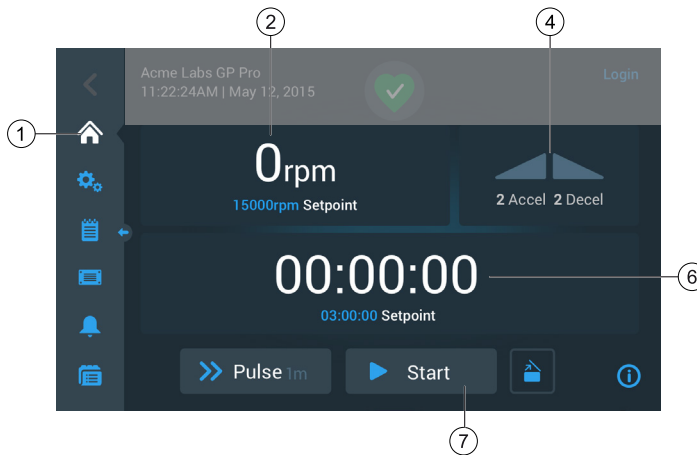 2
4
Acme Labs GP Pro
Login
11:22:24AM | May 12, 2015
1
0rpm
15000rpm Setpoint
2 Accel 2 Decel
00:00:00
6
03:00:00 Setpoint
Pulse 1m
Start
7